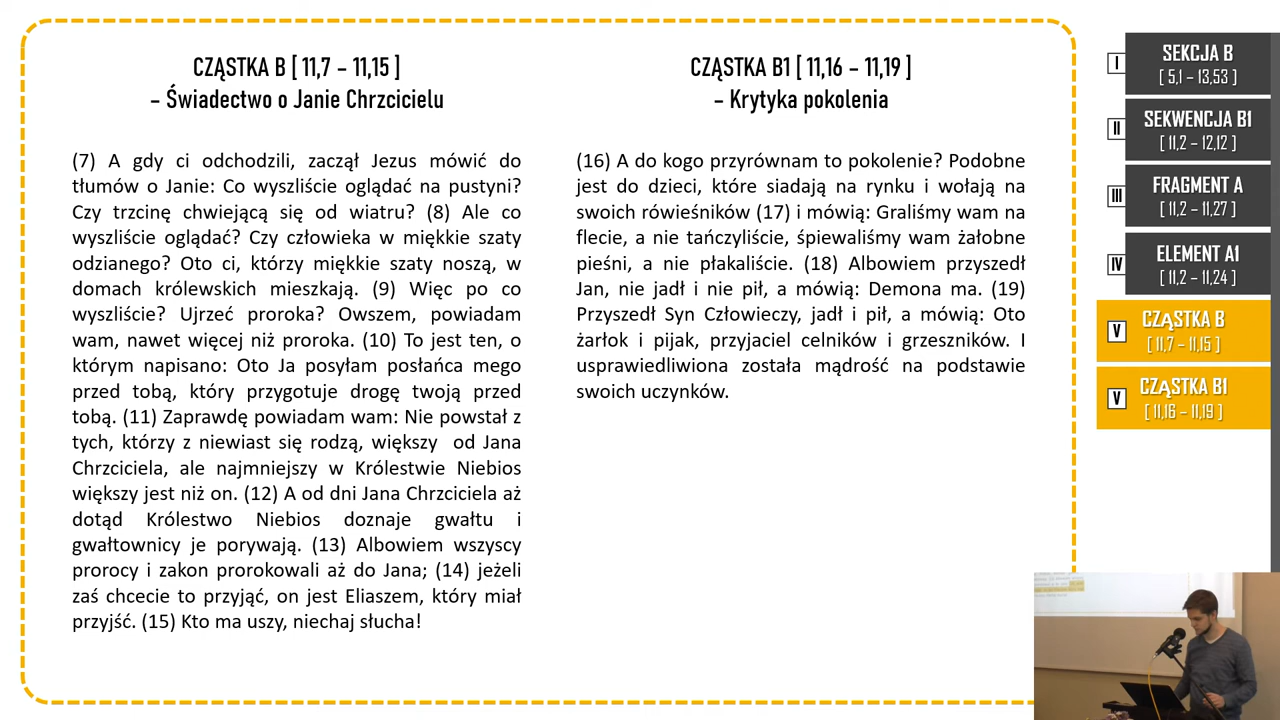 CZĄSTKA B [ 11,7 – 11,15 ]
– Świadectwo o Janie Chrzcicielu
(7) A gdy ci odchodzili, zaczął Jezus mówić do
tłumów o Janie: Co wyszliście oglądać na pustyni?
Czy trzcinę chwiejącą się od wiatru? (8) Ale co
wyszliście oglądać? Czy człowieka w miękkie szaty
odzianego? Oto ci, którzy miękkie szaty noszą, w
domach królewskich mieszkają. (9) Więc po co
wyszliście? Ujrzeć proroka? Owszem, powiadam
wam, nawet więcej niż proroka. (10) To jest ten, o
którym napisano: Oto Ja posyłam posłańca mego
przed tobą, który przygotuje drogę twoją przed
tobą. (11) Zaprawdę powiadam wam: Nie powstał z
tych, którzy z niewiast się rodzą, większy od Jana
Chrzciciela, ale najmniejszy w Królestwie Niebios
większy jest niż on. (12) A od dni Jana Chrzciciela aż
dotąd Królestwo Niebios doznaje gwałtu i
gwałtownicy je porywają. (13) Albowiem wszyscy
prorocy i zakon prorokowali aż do Jana; (14) jeżeli
zaś chcecie to przyjąć, on jest Eliaszem, który miał
przyjść. (15) Kto ma uszy, niechaj słucha!
CZĄSTKA B1 [ 11,16 – 11,19 ]
– Krytyka pokolenia
(16) A do kogo przyrównam to pokolenie? Podobne
jest do dzieci, które siadają na rynku i wołają na
swoich rówieśników (17) i mówią: Graliśmy wam na
flecie, a nie tańczyliście, śpiewaliśmy wam żałobne
pieśni, a nie płakaliście. (18) Albowiem przyszedł
Jan, nie jadł i nie pił, a mówią: Demona ma. (19)
Przyszedł Syn Człowieczy, jadł i pił, a mówią: Oto
żarłok i pijak, przyjaciel celników i grzeszników. I
usprawiedliwiona została mądrość na podstawie
swoich uczynków.
I
SEKCJA B
[ 5,1 – 13,53 ]
II
SEKWENCJA B1
[ 11,2 – 12,12 ]
III
FRAGMENT A
[ 11,2 – 11,27 ]
IV
ELEMENT A1
[ 11,2 – 11,24 ]
V
CZĄSTKA B
[ 11,7 – 11,15 ]
V
CZĄSTKA B1
[ 11,16 – 11,19 ]